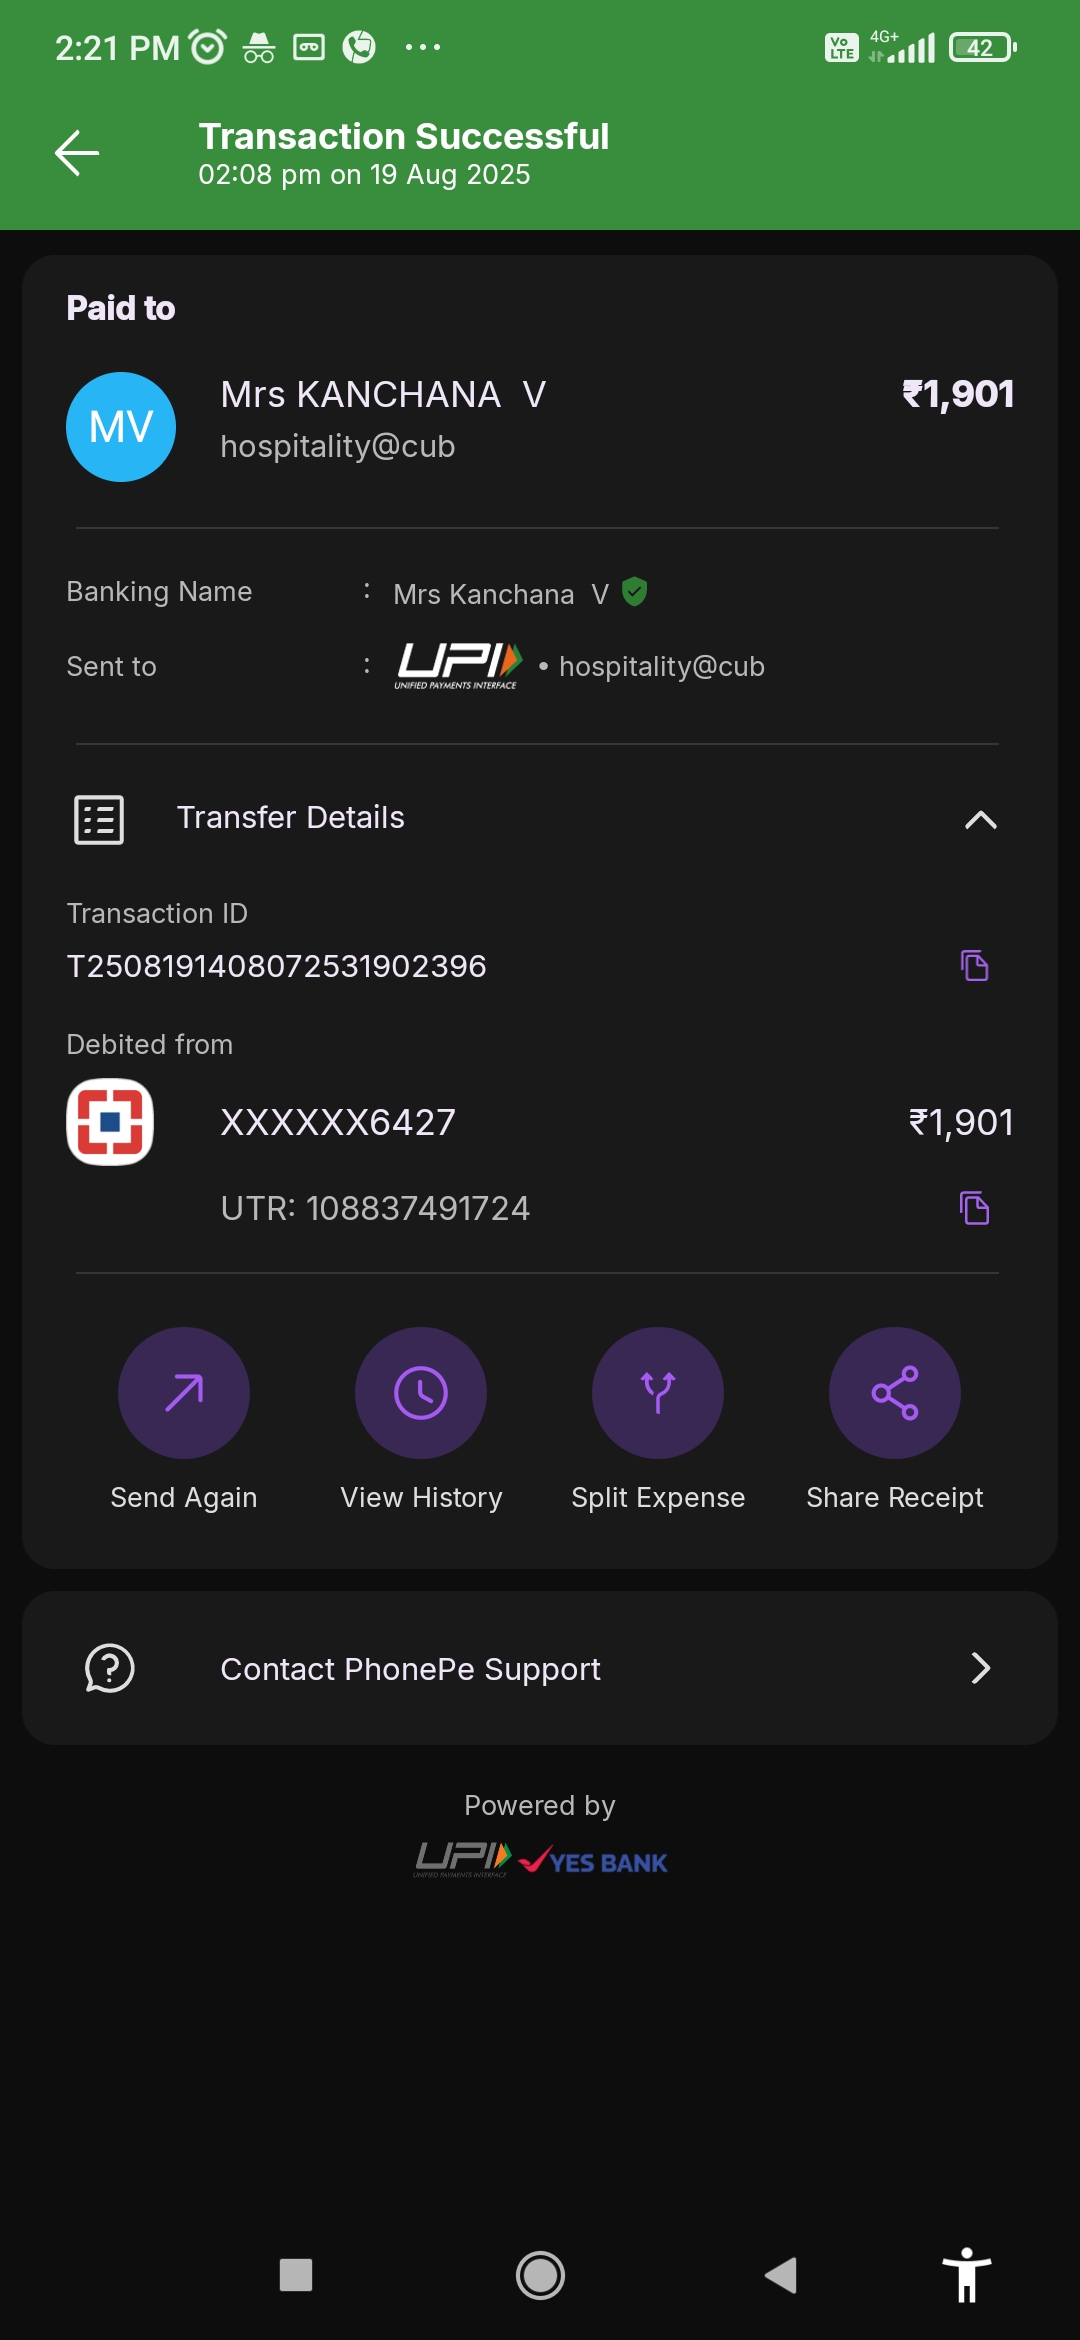 2:21 PM
Vo LTE 4G+ 42
Transaction Successful
02:08 pm on 19 Aug 2025
Paid to
MV Mrs KANCHANA  V ₹1,901
hospitality@cub
Banking Name : Mrs Kanchana  V
Sent to : UPI • hospitality@cub
UNIFIED PAYMENTS INTERFACE
Transfer Details
Transaction ID
T2508191408072531902396
Debited from
XXXXXX6427 ₹1,901
UTR: 108837491724
Send Again View History Split Expense Share Receipt
Contact PhonePe Support
Powered by
UPI YES BANK
UNIFIED PAYMENTS INTERFACE